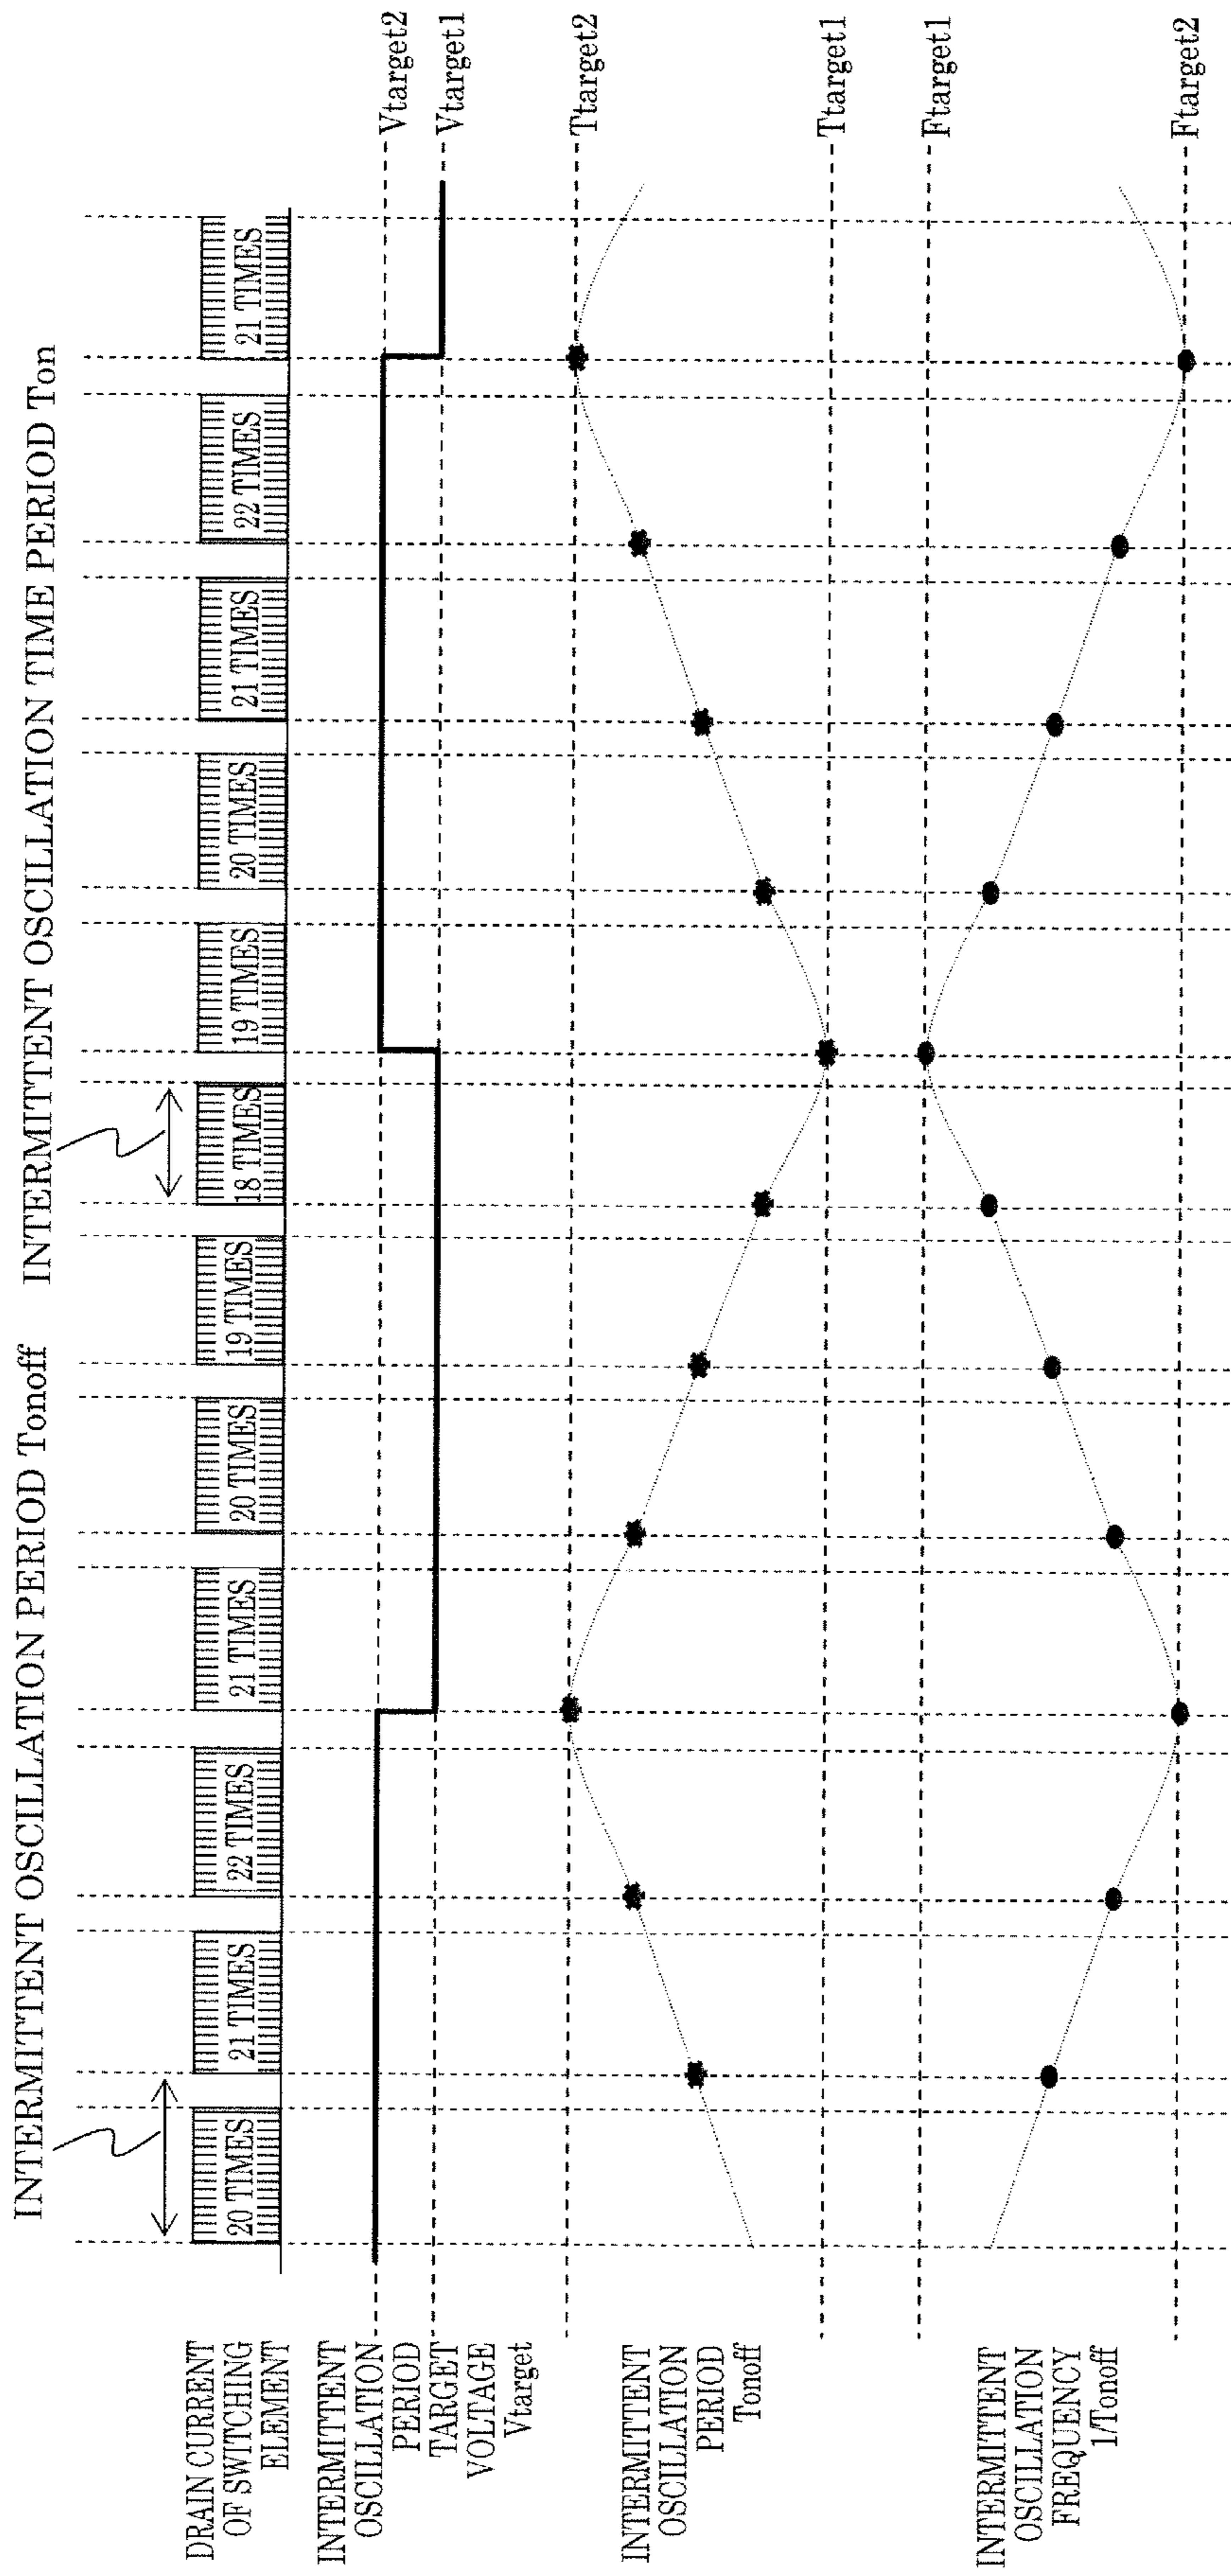 INTERMITTENT OSCILLATION PERIOD Tonoff
INTERMITTENT OSCILLATION TIME PERIOD Ton
DRAIN CURRENT
OF SWITCHING
ELEMENT
20 TIMES
21 TIMES
22 TIMES
21 TIMES
20 TIMES
19 TIMES
18 TIMES
19 TIMES
20 TIMES
21 TIMES
22 TIMES
21 TIMES
INTERMITTENT
OSCILLATION
PERIOD
TARGET
VOLTAGE
Vtarget
Vtarget2
Vtarget1
INTERMITTENT
OSCILLATION
PERIOD
Tonoff
Ttarget2
Ttarget1
INTERMITTENT
OSCILLATION
FREQUENCY
1/Tonoff
Ftarget1
Ftarget2